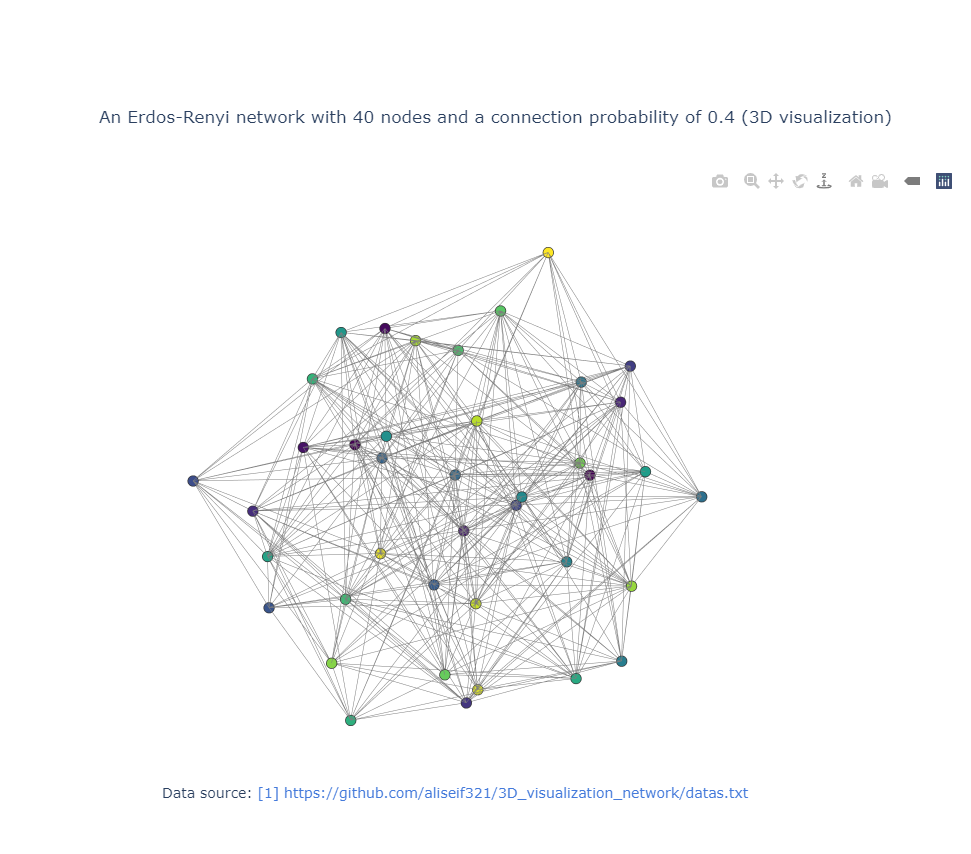 An Erdos-Renyi network with 40 nodes and a connection probability of 0.4 (3D visualization)
Data source: [1] https://github.com/aliseif321/3D_visualization_network/datas.txt